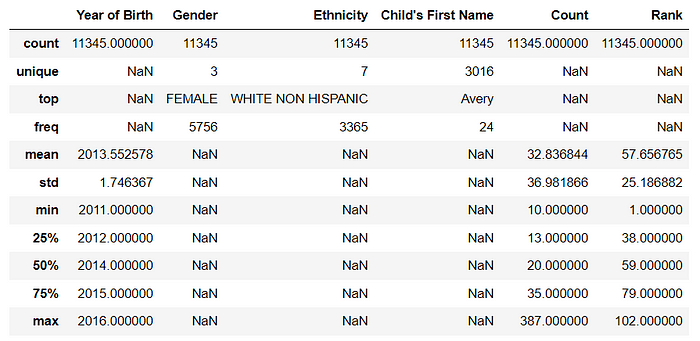 Year of Birth Gender Ethnicity Child's First Name Count Rank
count 11345.000000 11345 11345 11345 11345.000000 11345.000000
unique NaN 3 7 3016 NaN NaN
top NaN FEMALE WHITE NON HISPANIC Avery NaN NaN
freq NaN 5756 3365 24 NaN NaN
mean 2013.552578 NaN NaN NaN 32.836844 57.656765
std 1.746367 NaN NaN NaN 36.981866 25.186882
min 2011.000000 NaN NaN NaN 10.000000 1.000000
25% 2012.000000 NaN NaN NaN 13.000000 38.000000
50% 2014.000000 NaN NaN NaN 20.000000 59.000000
75% 2015.000000 NaN NaN NaN 35.000000 79.000000
max 2016.000000 NaN NaN NaN 387.000000 102.000000